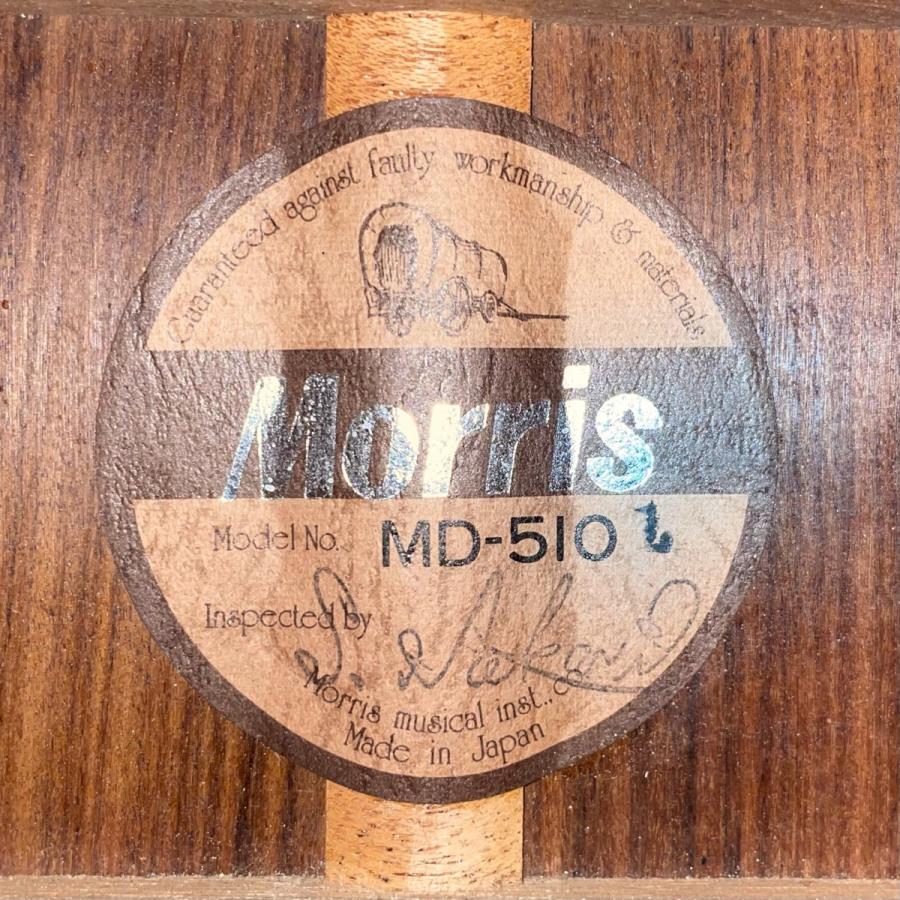 Guaranteed against faulty workmanship & materials.
Morris
Model No. MD-510
Inspected by
Morris musical inst.,
Made in Japan